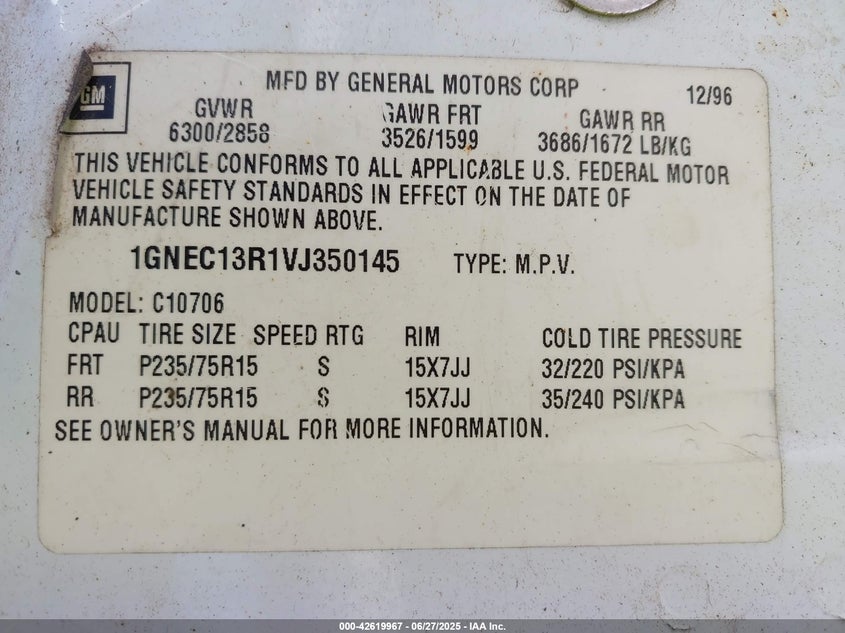 GM
MFD BY GENERAL MOTORS CORP 12/96
GVWR GAWR FRT GAWR RR
6300/2858 3526/1599 3686/1672 LB/KG
THIS VEHICLE CONFORMS TO ALL APPLICABLE U.S. FEDERAL MOTOR
VEHICLE SAFETY STANDARDS IN EFFECT ON THE DATE OF
MANUFACTURE SHOWN ABOVE.
1GNEC13R1VJ350145 TYPE: M.P.V.
MODEL: C10706
CPAU TIRE SIZE SPEED RTG RIM COLD TIRE PRESSURE
FRT P235/75R15 S 15X7JJ 32/220 PSI/KPA
RR P235/75R15 S 15X7JJ 35/240 PSI/KPA
SEE OWNER'S MANUAL FOR MORE INFORMATION.
000-42619967 - 06/27/2025 - IAA Inc.